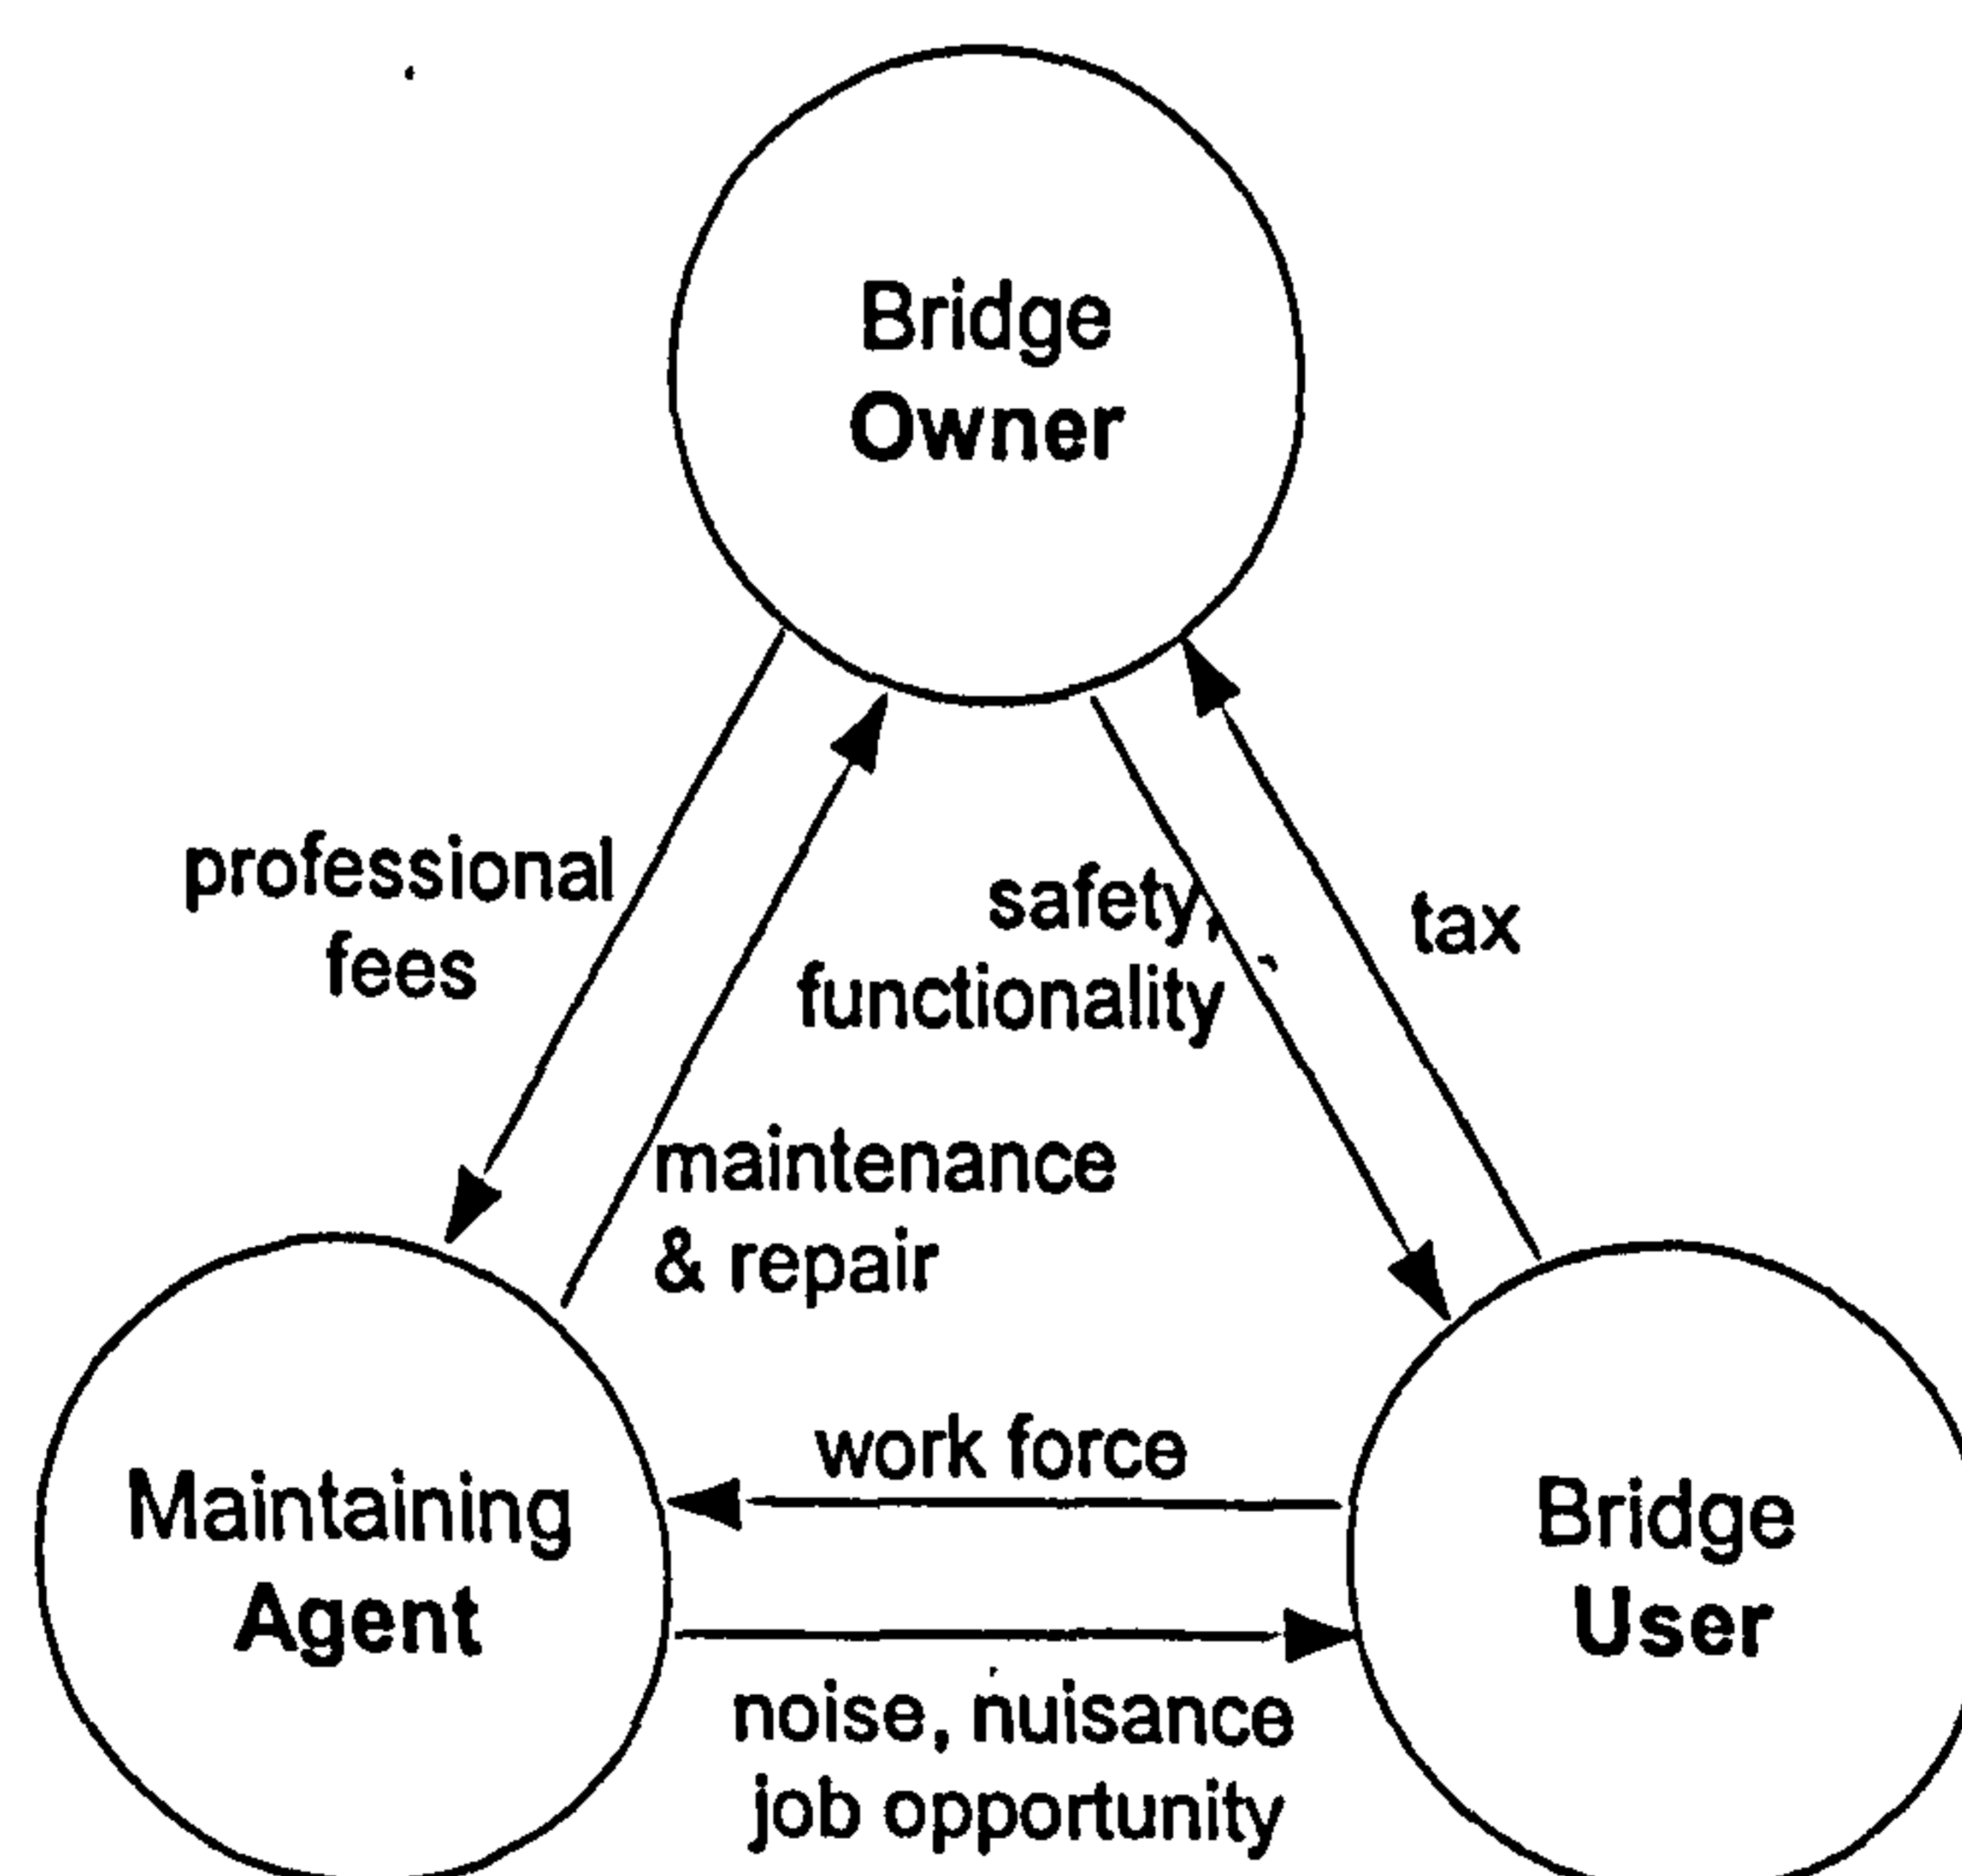 Bridge
Owner
professional
fees
safety,
functionality
tax
maintenance
& repair
work force
Maintaining
Agent
Bridge
User
noise, nuisance
job opportunity